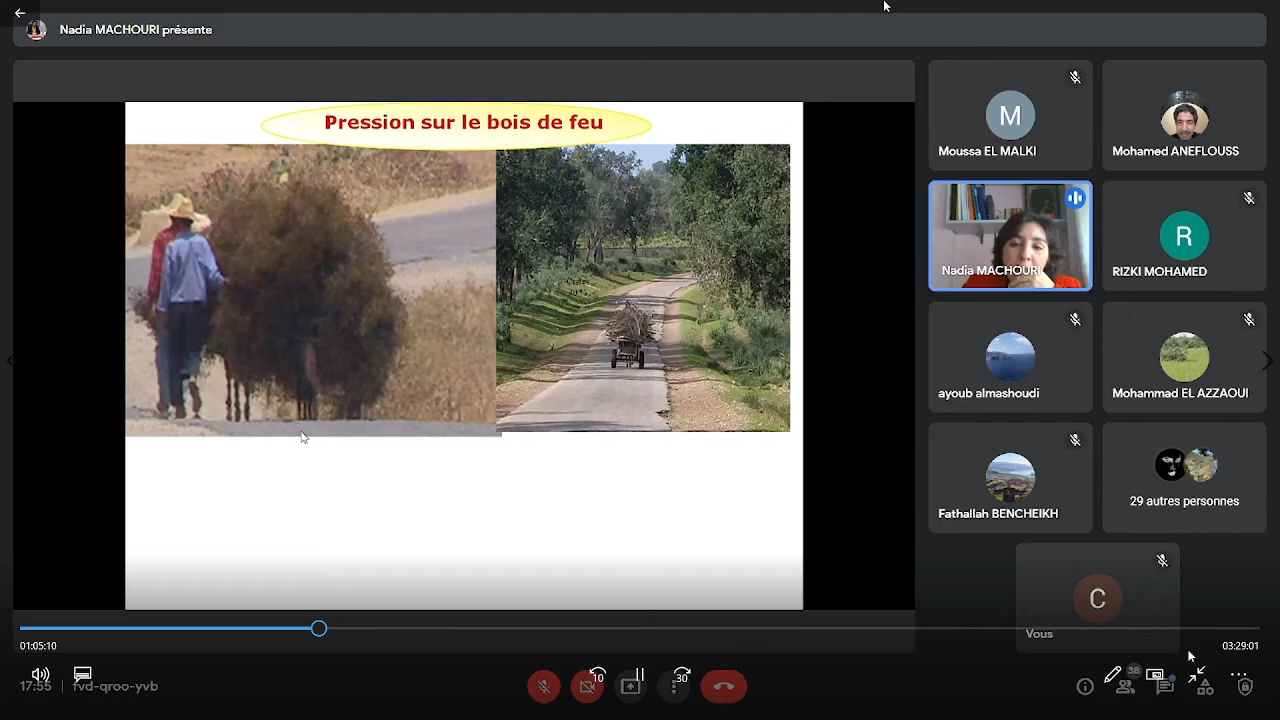 Nadia MACHOURI présente
Pression sur le bois de feu
M
Moussa EL MALKI
Mohamed ANEFLOUSS
Nadia MACHOURI
R
RIZKI MOHAMED
ayoub almashoudi
Mohammad EL AZZAOUI
Fathallah BENCHEIKH
29 autres personnes
C
Vous
01:05:10
03:29:01
17:55 | fvd-qroo-yvb
10
30
38